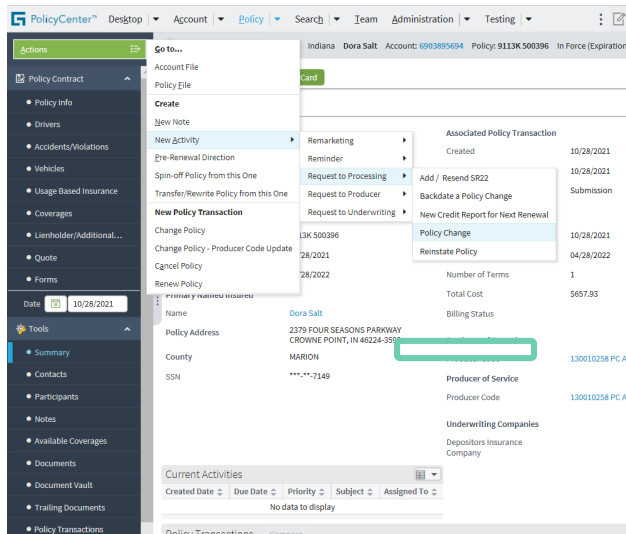 PolicyCenter™ Desktop Account Policy Search Team Administration Testing
Actions
Indiana Dora Salt Account: 6903895694 Policy: 9113K 500396 In Force (Expiration
Go to...
Account File
Policy File
Create
New Note
New Activity
Pre-Renewal Direction
Spin-off Policy from this One
Transfer/Rewrite Policy from this One
New Policy Transaction
Change Policy
Change Policy - Producer Code Update
Cancel Policy
Renew Policy
Remarketing
Reminder
Request to Processing
Request to Producer
Request to Underwriting
Add / Resend SR22
Backdate a Policy Change
New Credit Report for Next Renewal
Policy Change
Reinstate Policy
Policy Contract
Policy Info
Drivers
Accidents/Violations
Vehicles
Usage Based Insurance
Coverages
Lienholder/Additional...
Quote
Forms
Date 10/28/2021
Tools
Summary
Contacts
Participants
Notes
Available Coverages
Documents
Document Vault
Trailing Documents
Policy Transactions
Card
13K 500396
/28/2021
/28/2022
Primary Named Insured
Name Dora Salt
Policy Address 2379 FOUR SEASONS PARKWAY
CROWNE POINT, IN 46224-
County MARION
SSN ***-**-7149
Associated Policy Transaction
Created 10/28/2021
10/28/2021
Submission
10/28/2021
04/28/2022
Number of Terms 1
Total Cost $657.93
Billing Status
130010258 PC A
Producer of Service
Producer Code 130010258 PC A
Underwriting Companies
Depositors Insurance
Company
Current Activities
Created Date Due Date Priority Subject Assigned To
No data to display
Policy Transactions Compare